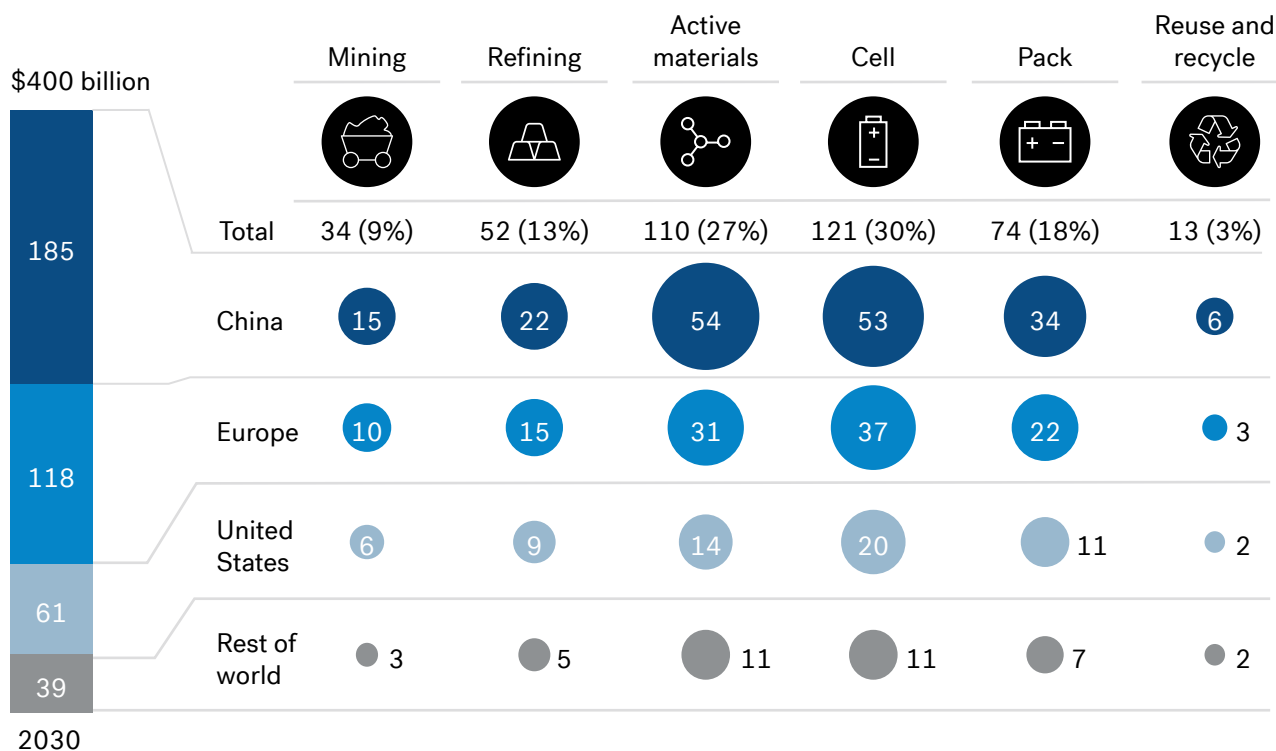 $400 billion
185
118
61
39
2030
Mining
Refining
Active
materials
Cell
Pack
Reuse and
recycle
+
−
+ −
Total 34 (9%) 52 (13%) 110 (27%) 121 (30%) 74 (18%) 13 (3%)
China 15 22 54 53 34 6
Europe 10 15 31 37 22 3
United
States 6 9 14 20 11 2
Rest of
world 3 5 11 11 7 2